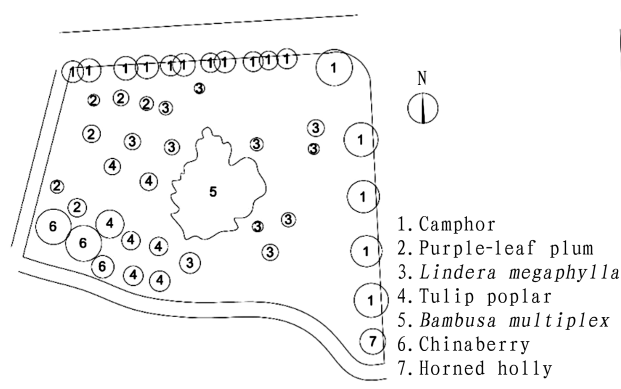 1 1 1 1 1 1 1 1 1 1 1 1
3
2 2 2 3
3
1
2 3 3 3 3
4
4
2 5 1
2 3
6 4 3 1
6 4 4 3
6 4 4 3
1
7
N
1. Camphor
2. Purple-leaf plum
3. Lindera megaphylla
4. Tulip poplar
5. Bambusa multiplex
6. Chinaberry
7. Horned holly